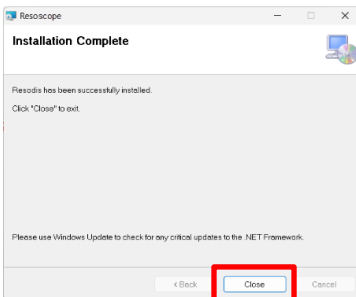 Resoscope
Installation Complete
Resodis has been successfully installed.
Click "Close" to exit.
Please use Windows Update to check for any critical updates to the .NET Framework.
< Back
Close
Cancel